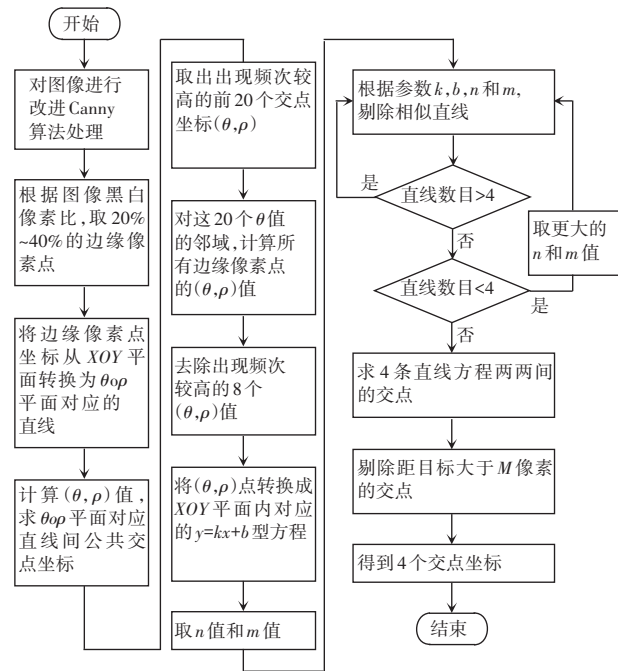 开始
对图像进行
改进Canny
算法处理
根据图像黑白
像素比,取20%
~40%的边缘像
素点
将边缘像素点
坐标从XOY平
面转换为θoρ
平面对应的
直线
计算(θ,ρ)值,
求θoρ平面对应
直线间公共交
点坐标
取出出现频次较
高的前20个交点
坐标(θ,ρ)
对这20个θ值
的邻域,计算所
有边缘像素点
的(θ,ρ)值
去除出现频次
较高的8个
(θ,ρ)值
将(θ,ρ)点转换成
XOY平面内对应
的y=kx+b型方程
取n值和m值
根据参数k,b,n和m,
剔除相似直线
是
直线数目>4
否
取更大的
n和m值
直线数目<4
是
否
求4条直线方程两两间
的交点
剔除距目标大于M像素
的交点
得到4个交点坐标
结束